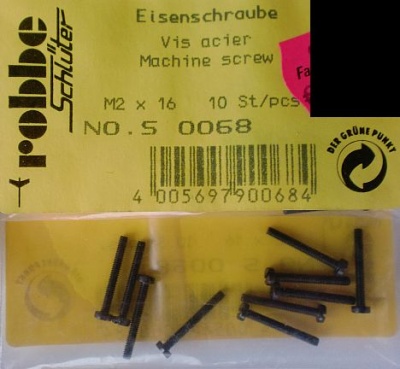 robbe
Schlüter
Eisenschraube
Vis acier
Machine screw
Fa
M2 x 16 10 St/pcs
NO.S 0068
DER GRÜNE PUNKT
4 005697 900684